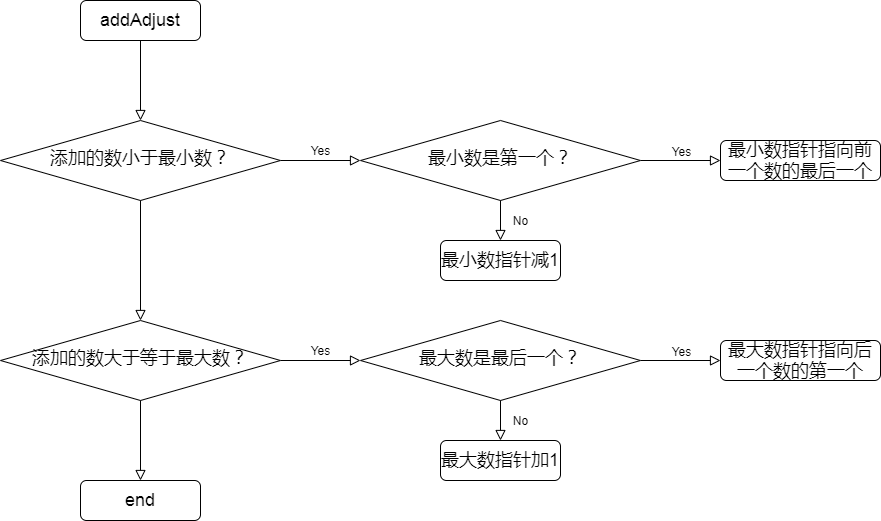 addAdjust
添加的数小于最小数？
Yes
最小数是第一个？
Yes
最小数指针指向前
一个数的最后一个
No
最小数指针减1
添加的数大于等于最大数？
Yes
最大数是最后一个？
Yes
最大数指针指向后
一个数的第一个
No
最大数指针加1
end